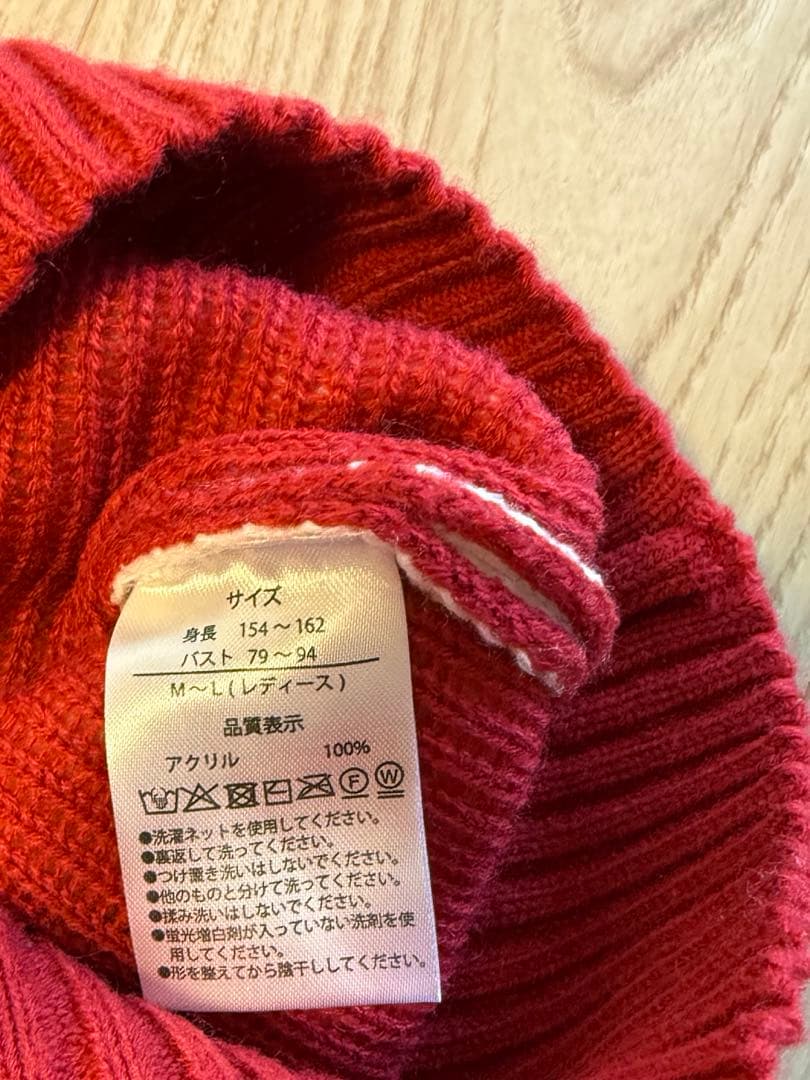 サイズ
身長 154～162
バスト 79～94
M～L(レディース)
品質表示
アクリル 100%
F W
●洗濯ネットを使用してください。
●裏返して洗ってください。
●つけ置き洗いはしないでください。
●他のものと分けて洗ってください。
●揉み洗いはしないでください。
●蛍光増白剤が入っていない洗剤を使
用してください。
●形を整えてから陰干ししてください。